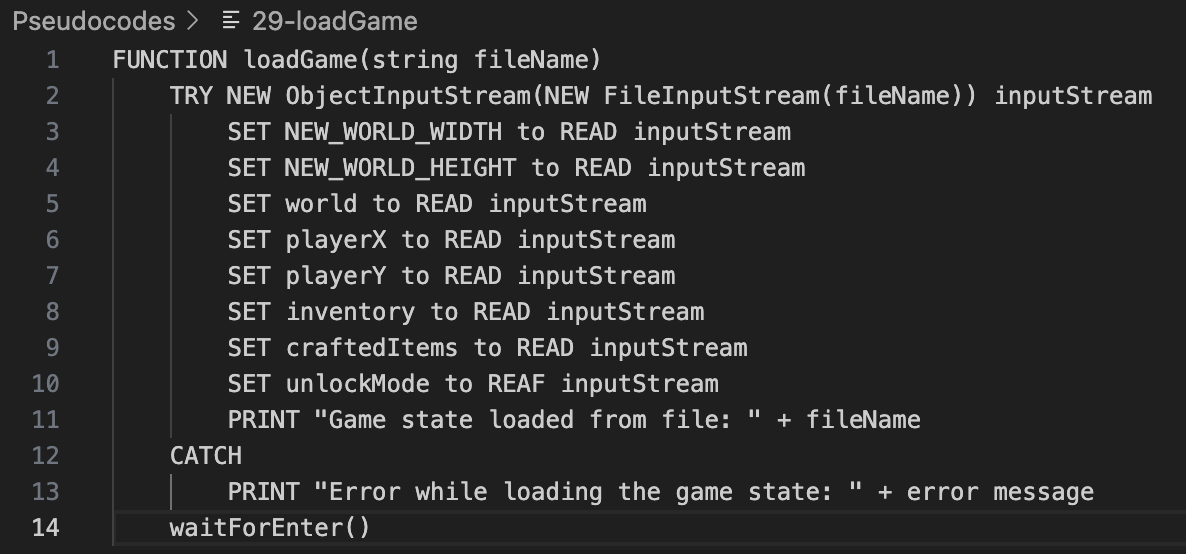 Pseudocodes > 29-loadGame
1 FUNCTION loadGame(string fileName)
2 TRY NEW ObjectInputStream(NEW FileInputStream(fileName)) inputStream
3 SET NEW_WORLD_WIDTH to READ inputStream
4 SET NEW_WORLD_HEIGHT to READ inputStream
5 SET world to READ inputStream
6 SET playerX to READ inputStream
7 SET playerY to READ inputStream
8 SET inventory to READ inputStream
9 SET craftedItems to READ inputStream
10 SET unlockMode to REAF inputStream
11 PRINT "Game state loaded from file: " + fileName
12 CATCH
13 PRINT "Error while loading the game state: " + error message
14 waitForEnter()